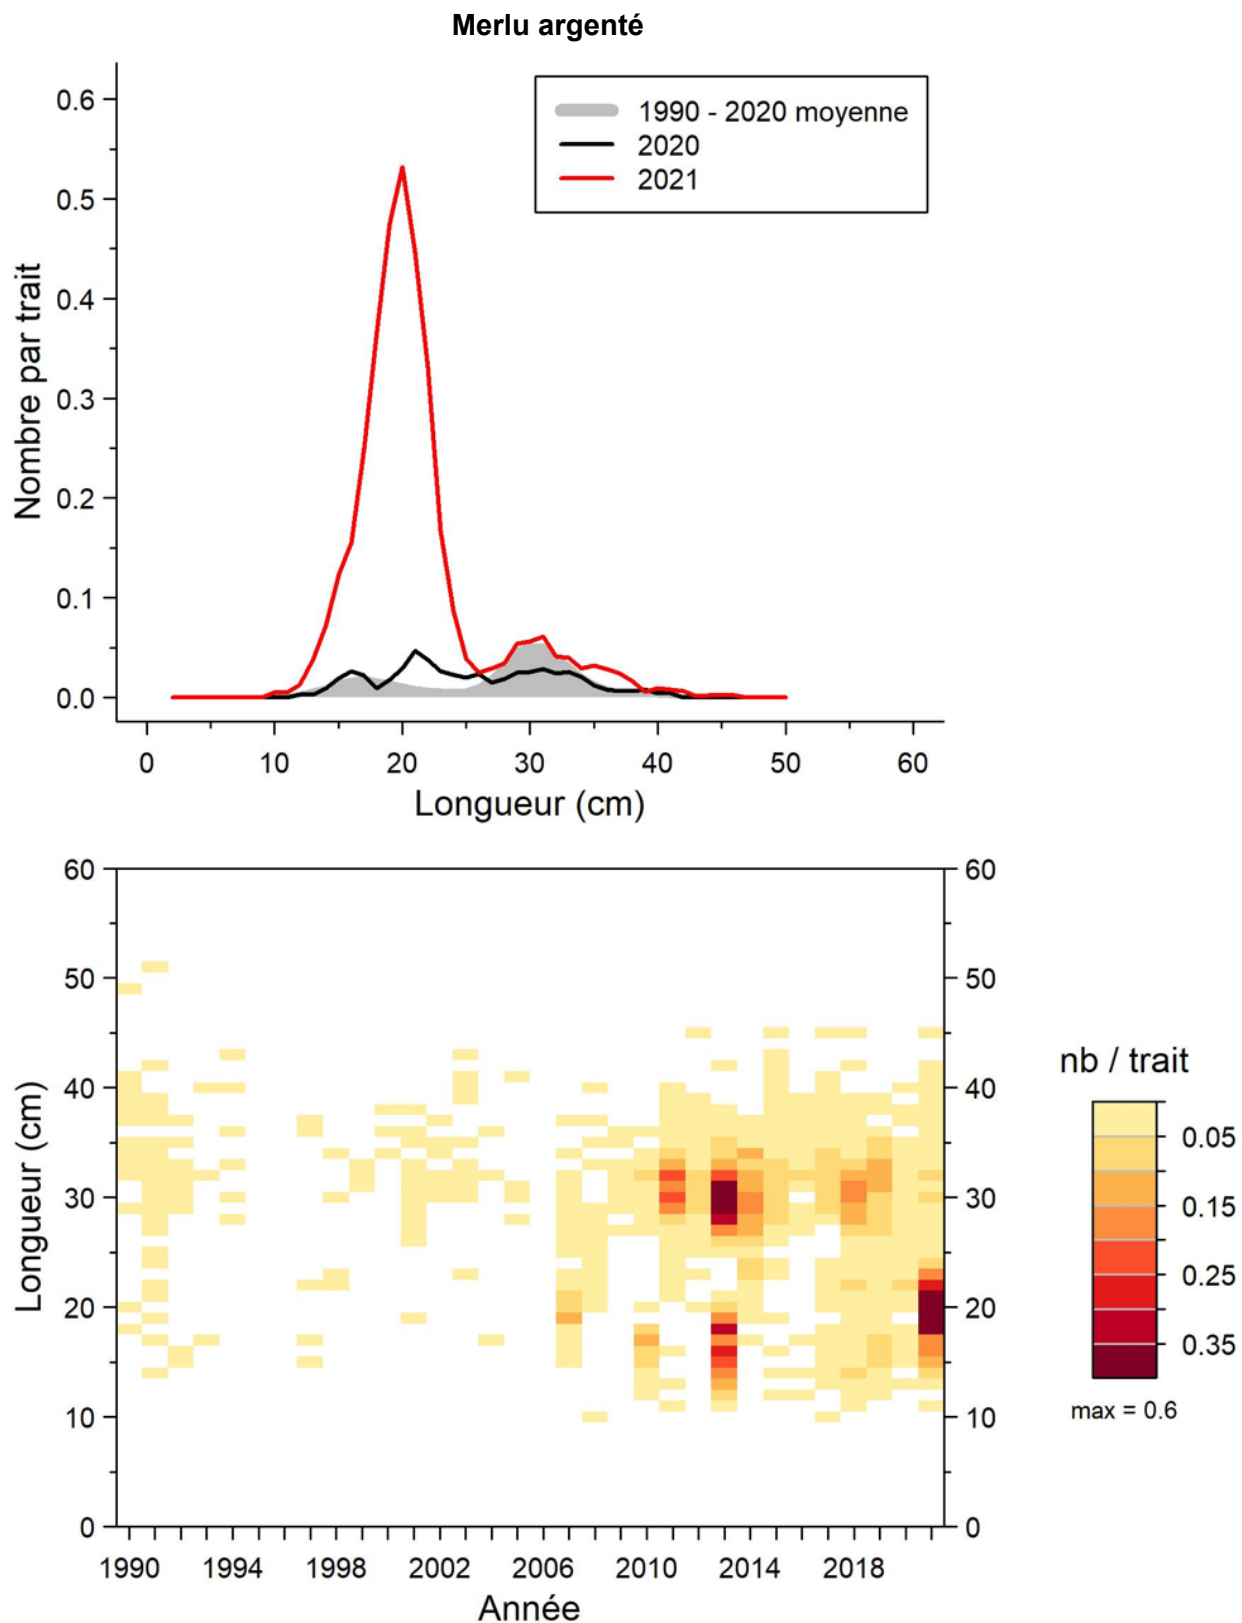 Merlu argenté
1990 - 2020 moyenne
2020
2021
0.6
0.5
0.4
0.3
0.2
0.1
0.0
Nombre par trait
0 10 20 30 40 50 60
Longueur (cm)
60 60
50 50
40 40
30 30
20 20
10 10
0 0
Longueur (cm)
1990 1994 1998 2002 2006 2010 2014 2018
Année
nb / trait
0.05
0.15
0.25
0.35
max = 0.6